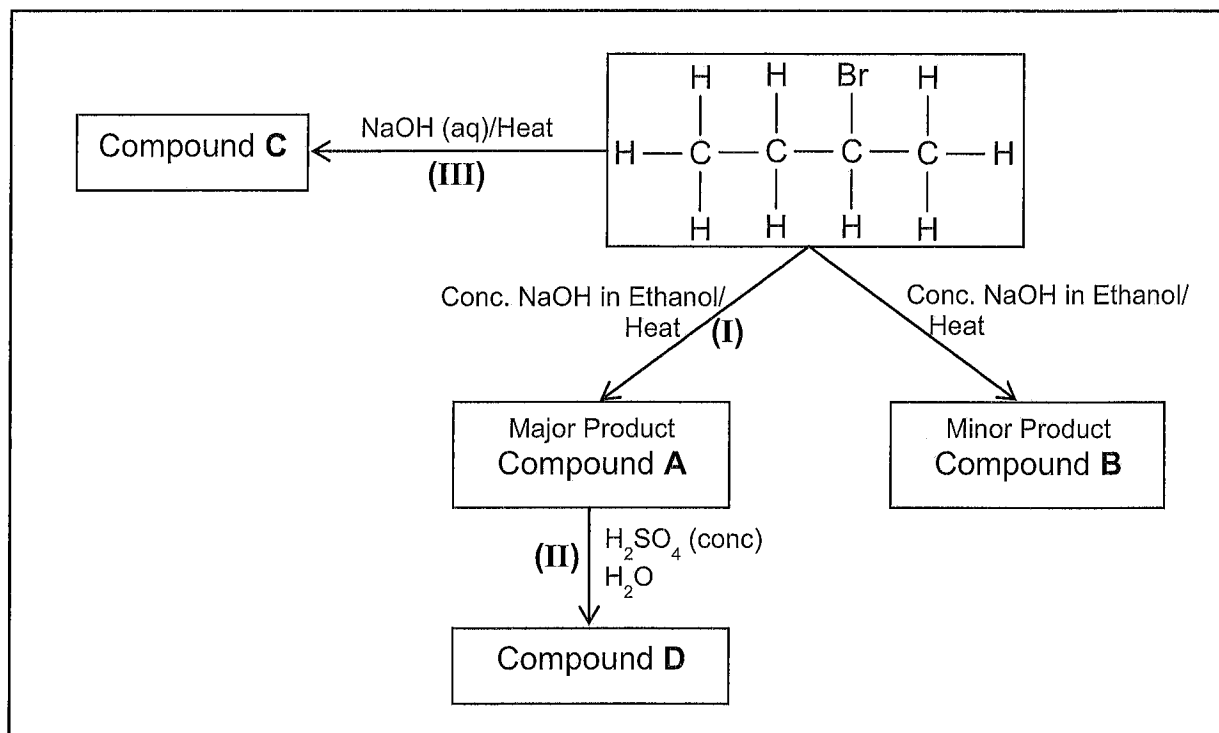 H H Br H
NaOH (aq)/Heat
Compound C
H — C — C — C — C — H
(III)
H H H H
Conc. NaOH in Ethanol/
Heat
(I)
Conc. NaOH in Ethanol/
Heat
Major Product
Compound A
Minor Product
Compound B
(II)
H₂SO₄ (conc)
H₂O
Compound D